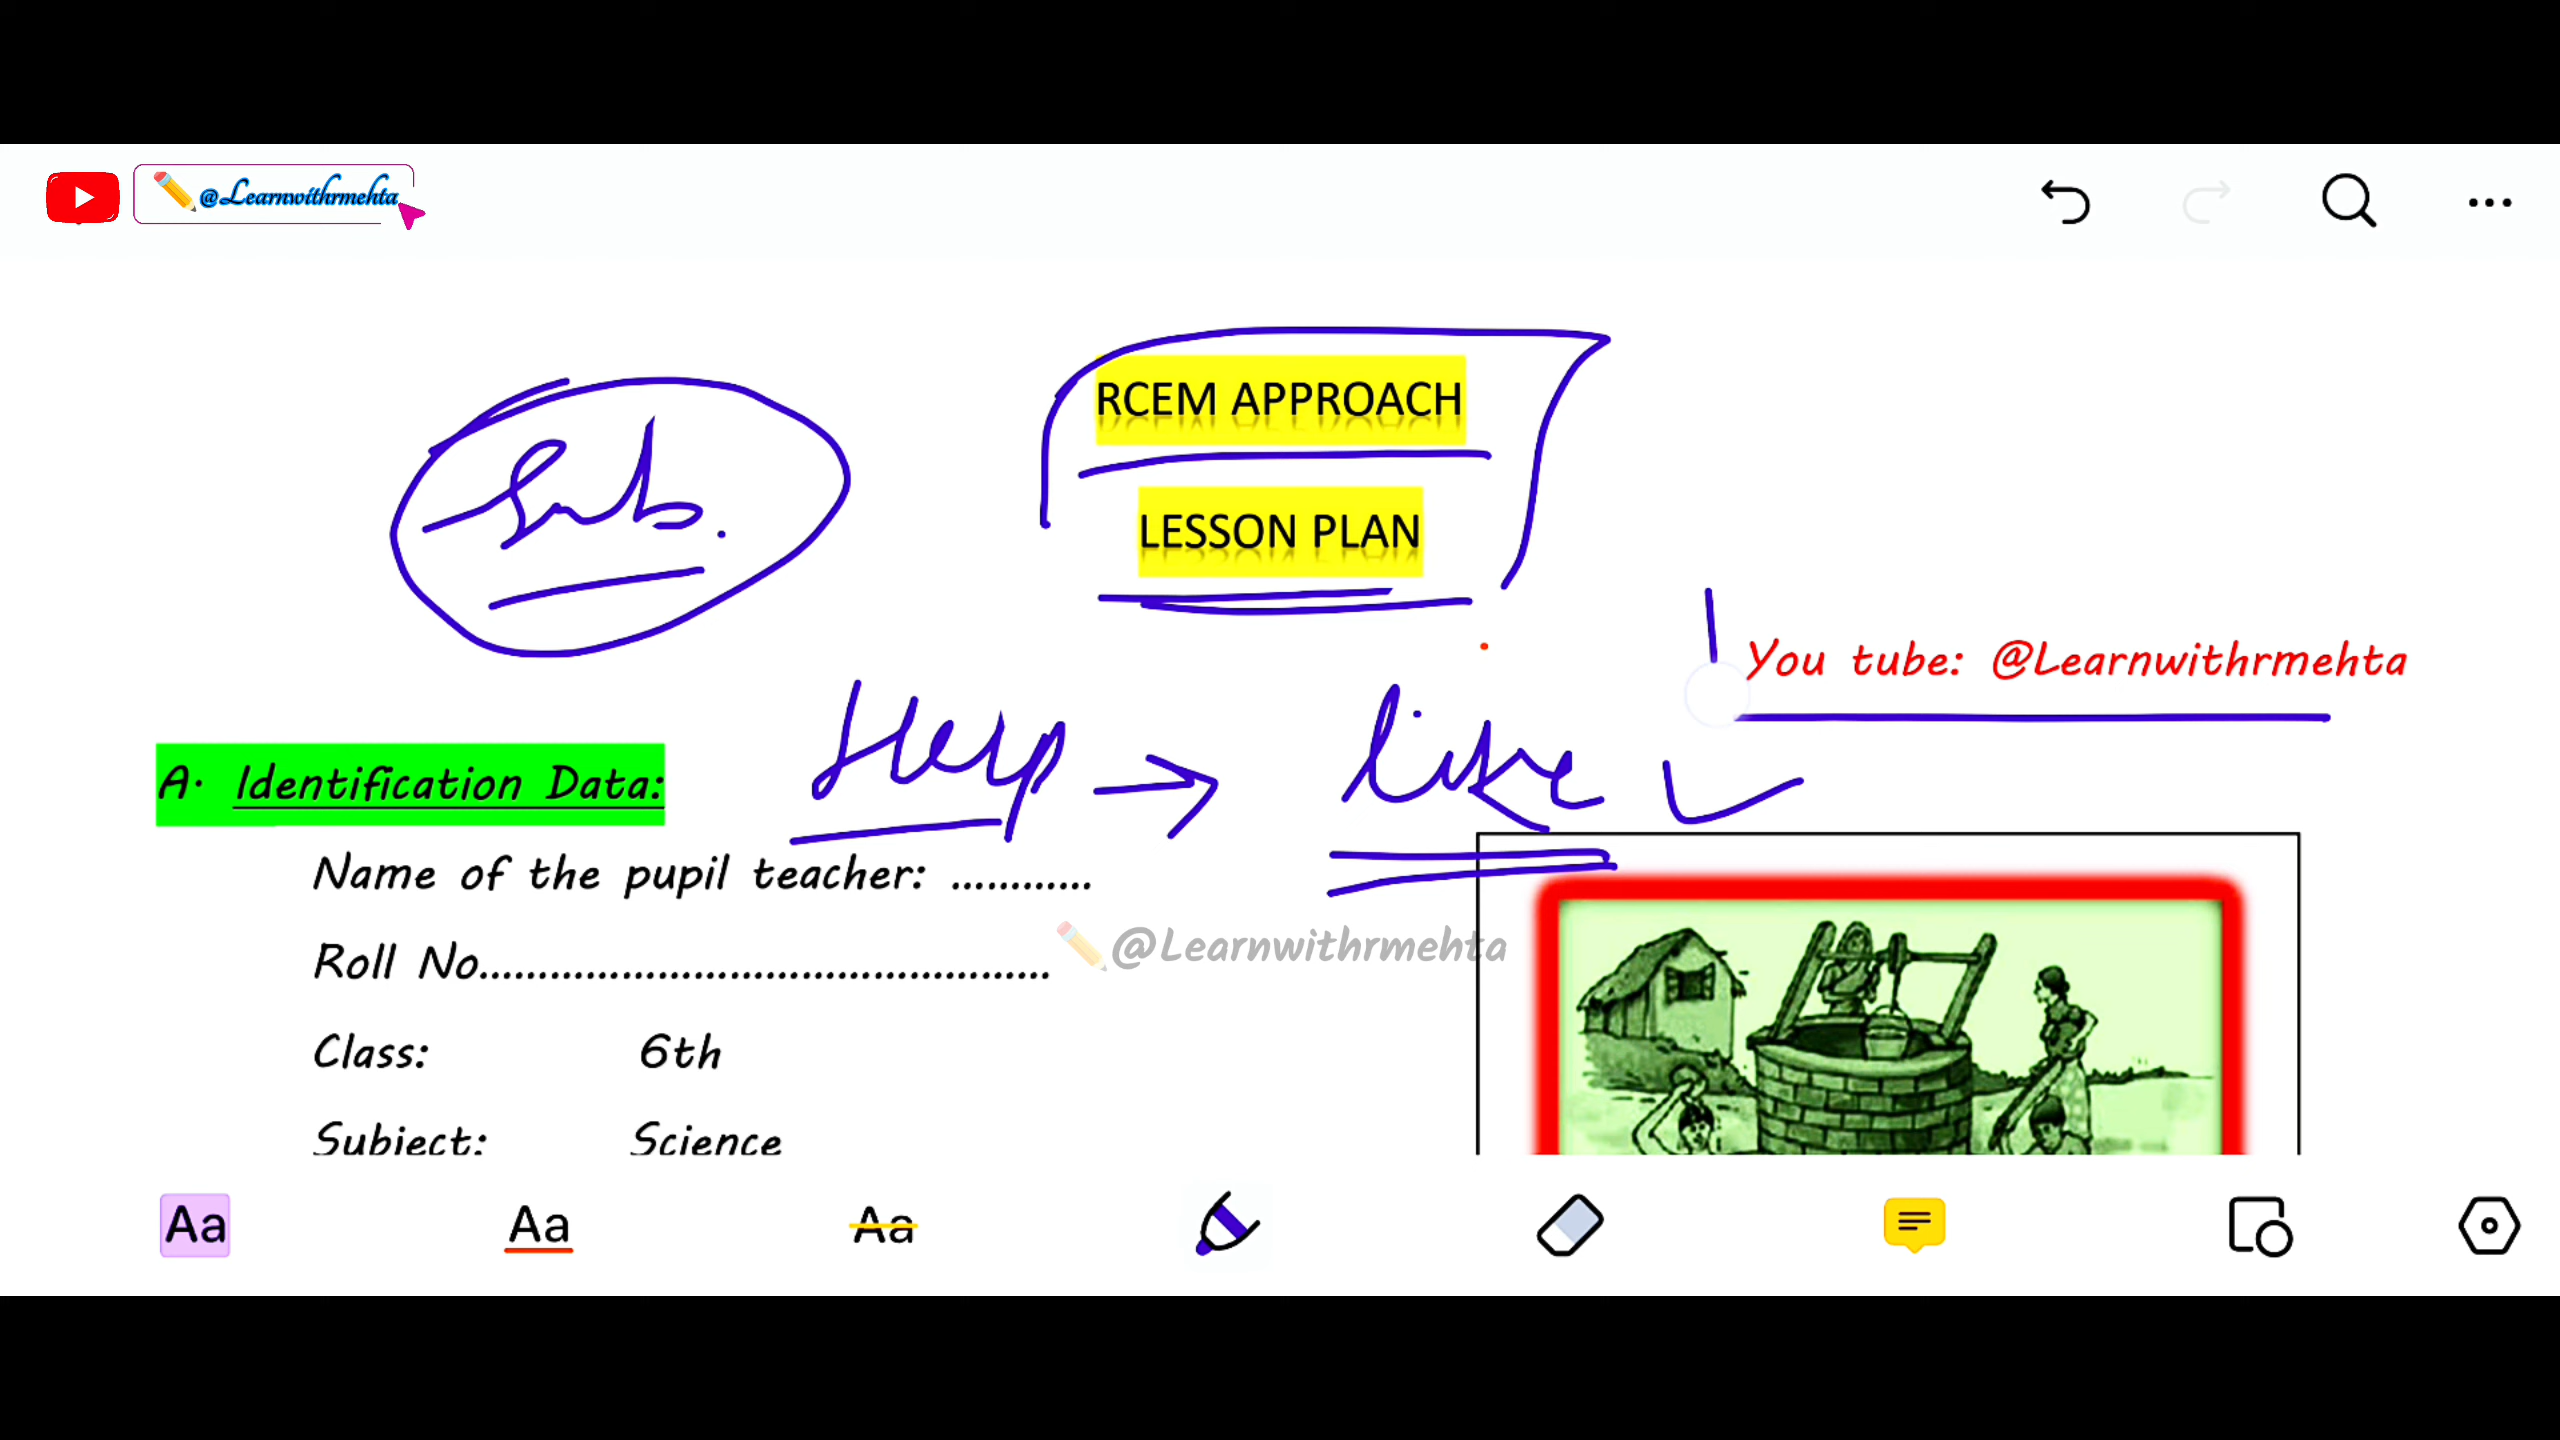 @Learnwithrmehta
RCEM APPROACH
Sub.
LESSON PLAN
You tube: @Learnwithrmehta
Help → like ✓
A. Identification Data:
Name of the pupil teacher: ............
@Learnwithrmehta
Roll No.................................................
Class: 6th
Subject: Science
Aa Aa Aa